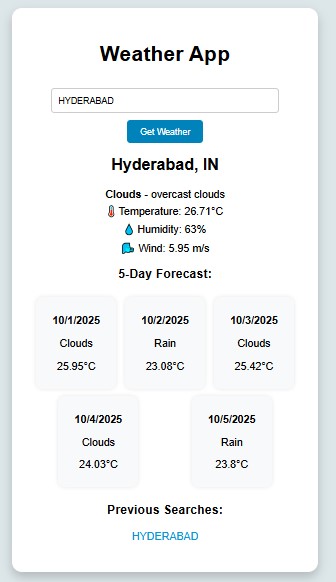 Weather App
HYDERABAD
Get Weather
Hyderabad, IN
Clouds - overcast clouds
🌡️ Temperature: 26.71°C
💧 Humidity: 63%
🌬️ Wind: 5.95 m/s
5-Day Forecast:
10/1/2025 10/2/2025 10/3/2025
Clouds Rain Clouds
25.95°C 23.08°C 25.42°C
10/4/2025 10/5/2025
Clouds Rain
24.03°C 23.8°C
Previous Searches:
HYDERABAD